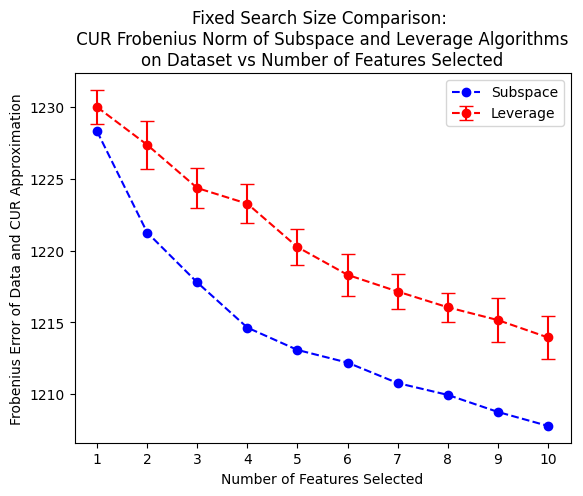 Fixed Search Size Comparison:
CUR Frobenius Norm of Subspace and Leverage Algorithms
on Dataset vs Number of Features Selected
Subspace
Leverage
Frobenius Error of Data and CUR Approximation
1230
1225
1220
1215
1210
1 2 3 4 5 6 7 8 9 10
Number of Features Selected